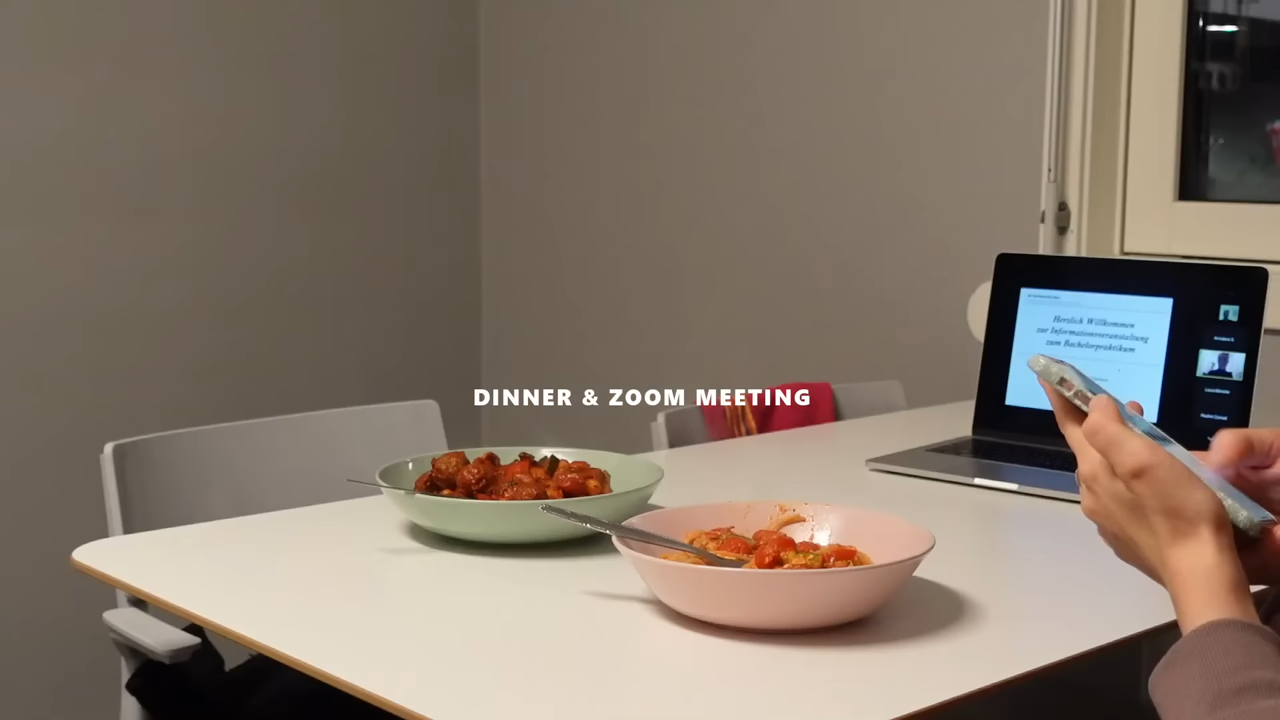 Herzlich Willkommen
zur Informationsveranstaltung
zum Bachelorpraktikum
DINNER & ZOOM MEETING